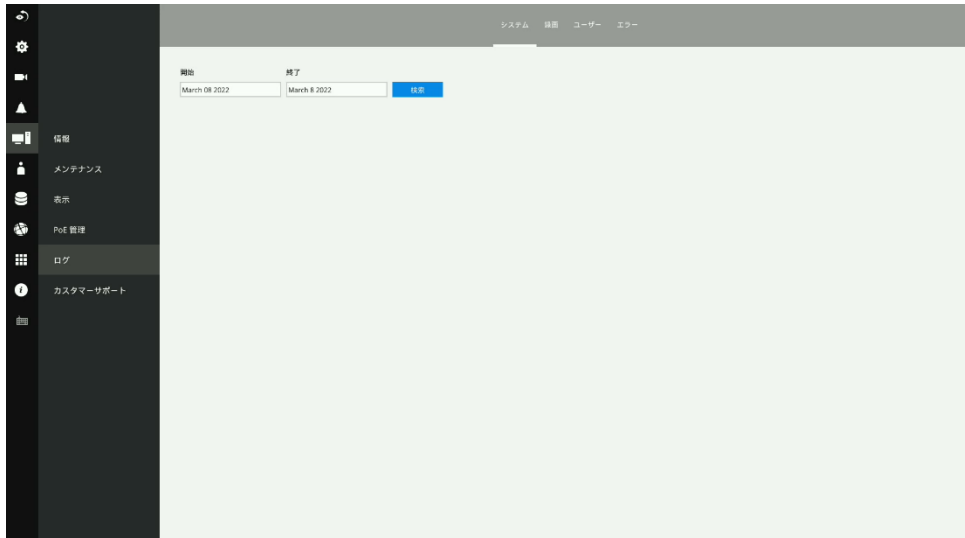 システム 録画 ユーザー エラー
開始 終了
March 08 2022 March 8 2022 検索
情報
メンテナンス
表示
PoE 管理
ログ
カスタマーサポート